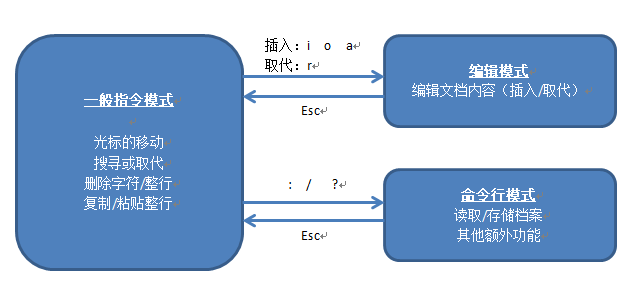 一般指令模式
光标的移动
搜寻或取代
删除字符/整行
复制/粘贴整行
插入：i o a
取代：r
Esc
编辑模式
编辑文档内容（插入/取代）
： / ?
Esc
命令行模式
读取/存储档案
其他额外功能